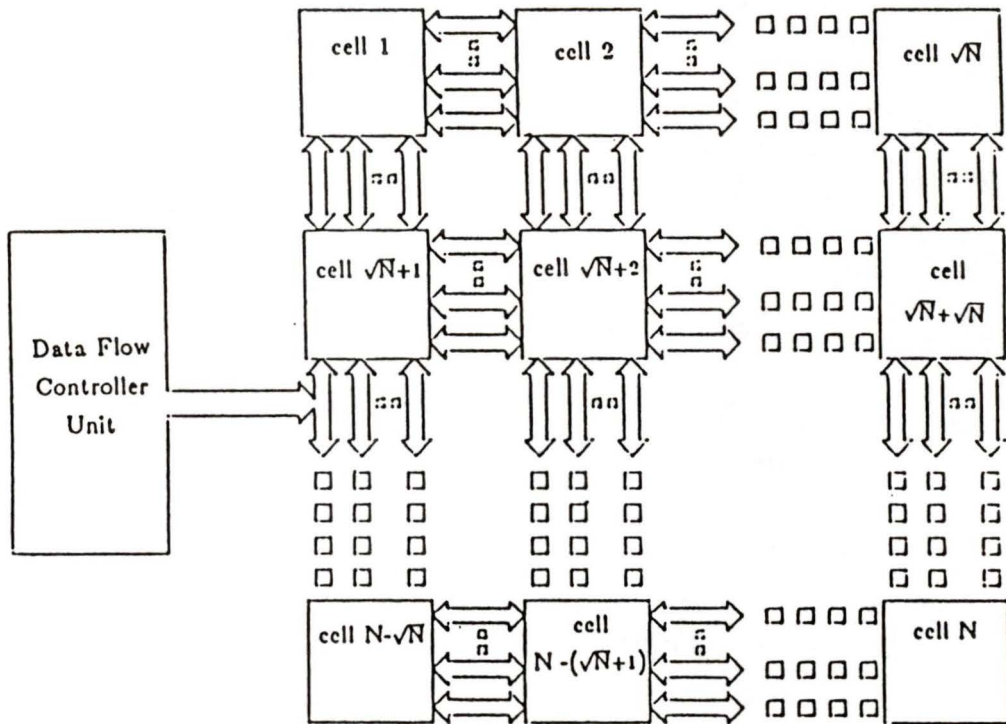 cell 1
cell 2
cell √N
cell √N+1
cell √N+2
cell
√N+√N
Data Flow
Controller
Unit
cell N-√N
cell
N-(√N+1)
cell N